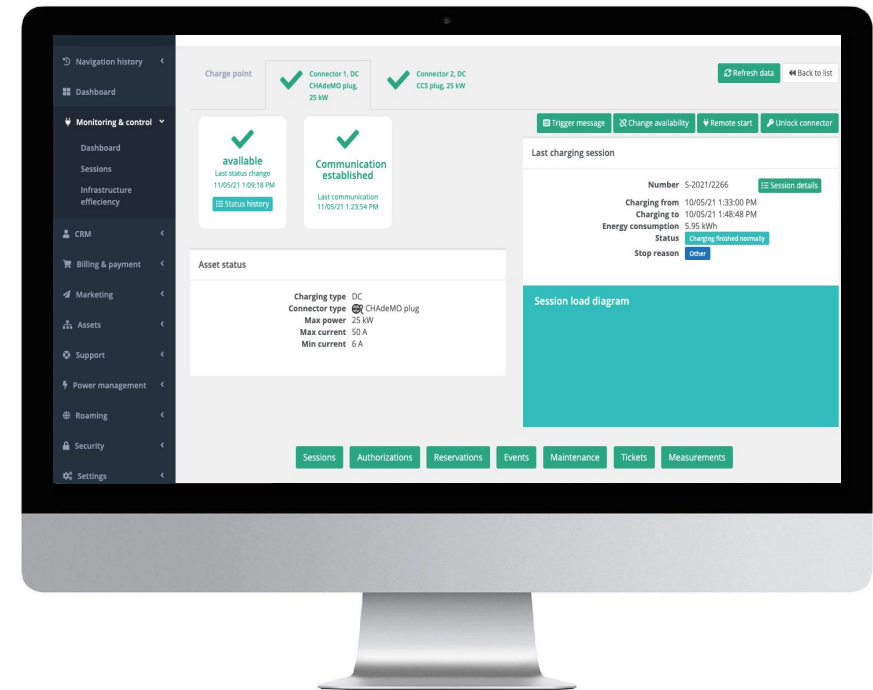 Navigation history
Dashboard
Monitoring & control
Dashboard
Sessions
Infrastructure
effieciency
CRM
Billing & payment
Marketing
Assets
Support
Power management
Roaming
Security
Settings
Charge point
Connector 1, DC
CHAdeMO plug,
25 kW
Connector 2, DC
CCS plug, 25 kW
Refresh data
Back to list
Trigger message
Change availability
Remote start
Unlock connector
available
Last status change
11/05/21 1:09:18 PM
Status history
Communication
established
Last communication
11/05/21 1:23:54 PM
Last charging session
Number S-2021/2266 Session details
Charging from 10/05/21 1:33:00 PM
Charging to 10/05/21 1:48:48 PM
Energy consumption 5.95 kWh
Status Charging finished normally
Stop reason Other
Asset status
Charging type DC
Connector type CHAdeMO plug
Max power 25 kW
Max current 50 A
Min current 6 A
Session load diagram
Sessions
Authorizations
Reservations
Events
Maintenance
Tickets
Measurements